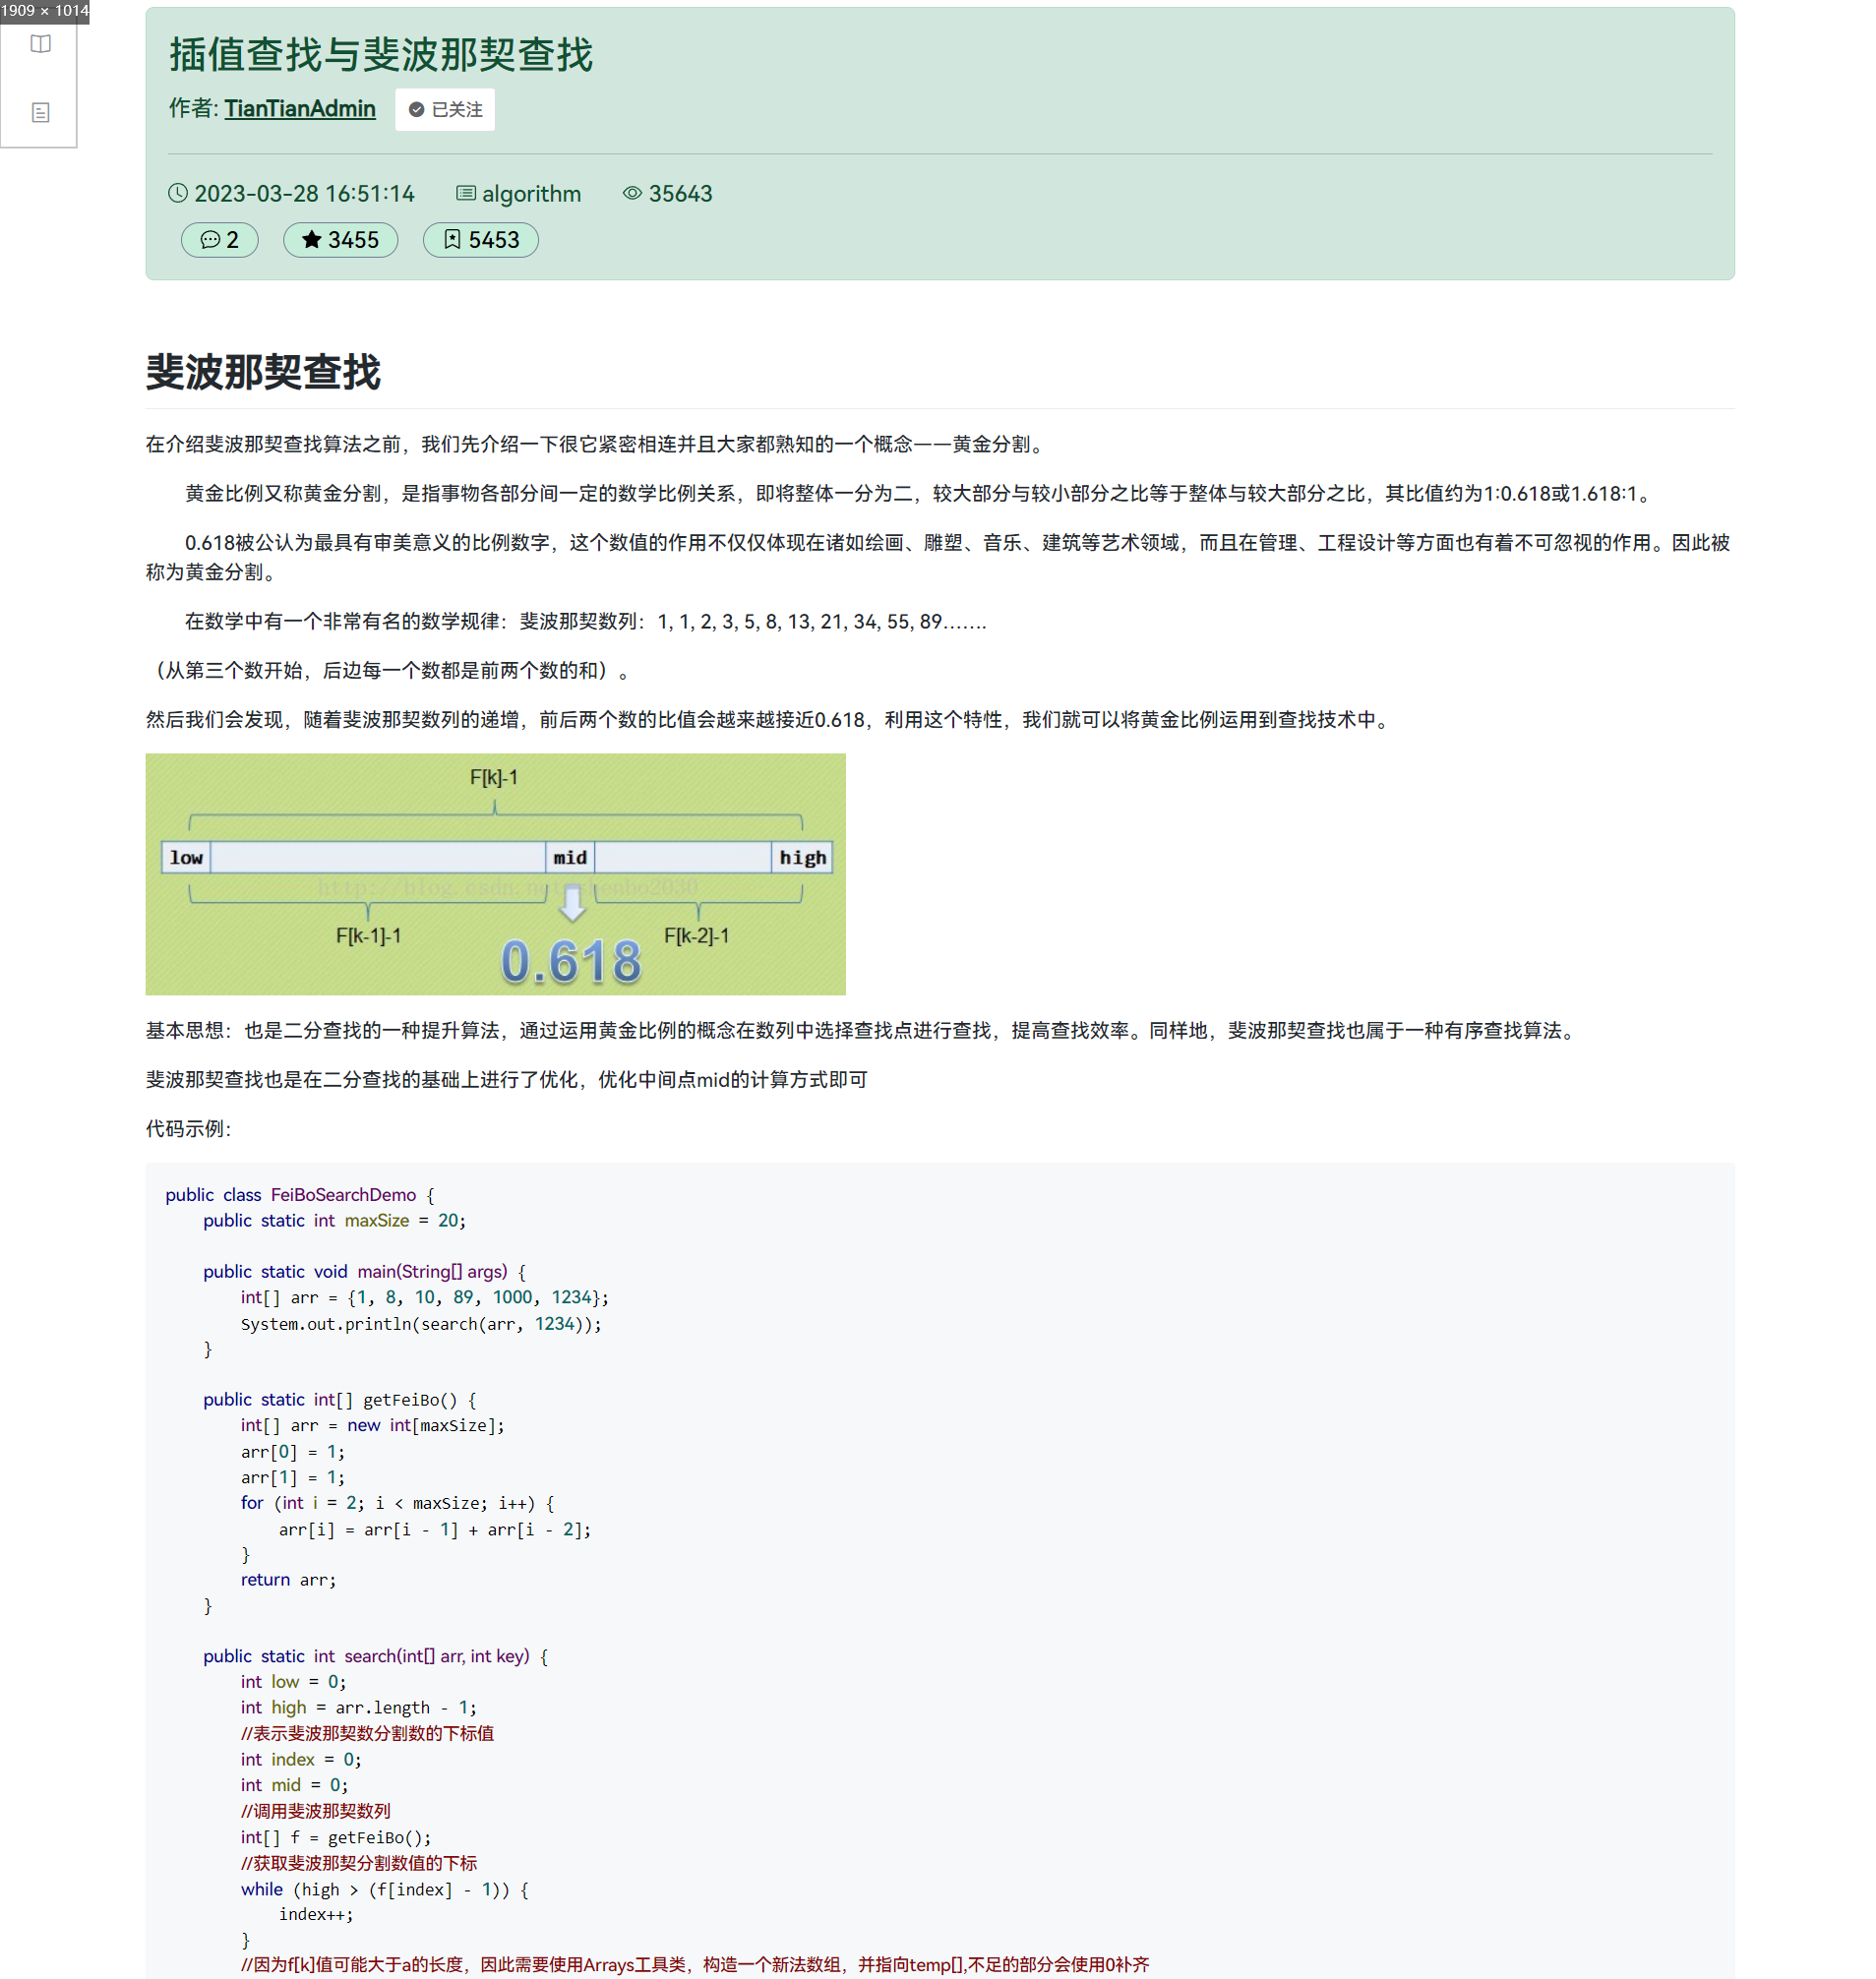 1909 × 1014
插值查找与斐波那契查找
作者: TianTianAdmin 已关注
2023-03-28 16:51:14 algorithm 35643
2 3455 5453
斐波那契查找
在介绍斐波那契查找算法之前，我们先介绍一下很它紧密相连并且大家都熟知的一个概念——黄金分割。
黄金比例又称黄金分割，是指事物各部分间一定的数学比例关系，即将整体一分为二，较大部分与较小部分之比等于整体与较大部分之比，其比值约为1:0.618或1.618:1。
0.618被公认为最具有审美意义的比例数字，这个数值的作用不仅仅体现在诸如绘画、雕塑、音乐、建筑等艺术领域，而且在管理、工程设计等方面也有着不可忽视的作用。因此被
称为黄金分割。
在数学中有一个非常有名的数学规律：斐波那契数列：1, 1, 2, 3, 5, 8, 13, 21, 34, 55, 89…….
（从第三个数开始，后边每一个数都是前两个数的和）。
然后我们会发现，随着斐波那契数列的递增，前后两个数的比值会越来越接近0.618，利用这个特性，我们就可以将黄金比例运用到查找技术中。
F[k]-1
low mid high
http://blog.csdn.net
F[k-1]-1 F[k-2]-1
0.618
基本思想：也是二分查找的一种提升算法，通过运用黄金比例的概念在数列中选择查找点进行查找，提高查找效率。同样地，斐波那契查找也属于一种有序查找算法。
斐波那契查找也是在二分查找的基础上进行了优化，优化中间点mid的计算方式即可
代码示例：
public class FeiBoSearchDemo {
public static int maxSize = 20;
public static void main(String[] args) {
int[] arr = {1, 8, 10, 89, 1000, 1234};
System.out.println(search(arr, 1234));
}
public static int[] getFeiBo() {
int[] arr = new int[maxSize];
arr[0] = 1;
arr[1] = 1;
for (int i = 2; i < maxSize; i++) {
arr[i] = arr[i - 1] + arr[i - 2];
}
return arr;
}
public static int search(int[] arr, int key) {
int low = 0;
int high = arr.length - 1;
//表示斐波那契数分割数的下标值
int index = 0;
int mid = 0;
//调用斐波那契数列
int[] f = getFeiBo();
//获取斐波那契分割数值的下标
while (high > (f[index] - 1)) {
index++;
}
//因为f[k]值可能大于a的长度，因此需要使用Arrays工具类，构造一个新法数组，并指向temp[],不足的部分会使用0补齐